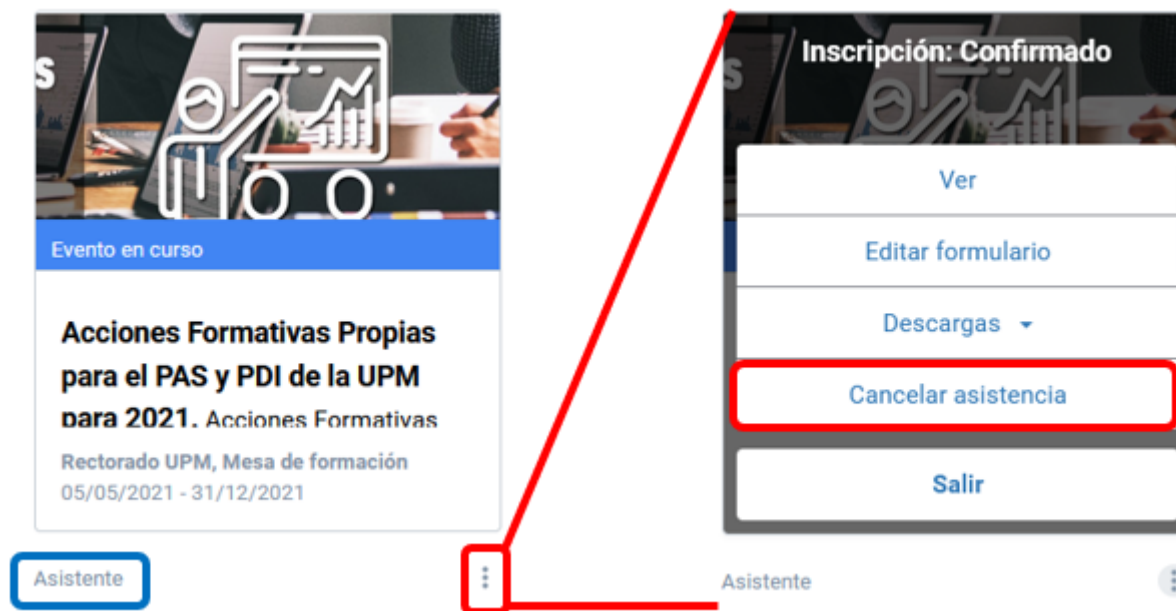 Evento en curso
Acciones Formativas Propias
para el PAS y PDI de la UPM
para 2021. Acciones Formativas
Rectorado UPM, Mesa de formación
05/05/2021 - 31/12/2021
Asistente
Inscripción: Confirmado
Ver
Editar formulario
Descargas
Cancelar asistencia
Salir
Asistente